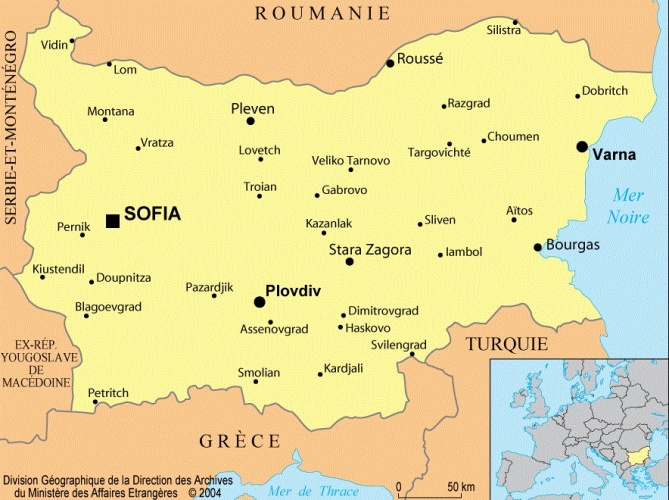 ROUMANIE
Silistra
Vidin
Lom
Roussé
SERBIE-ET-MONTÉNÉGRO
Dobritch
Montana
Pleven
Razgrad
Vratza
Lovetch
Targovichté
Choumen
Varna
Veliko Tarnovo
Troian
Gabrovo
Mer
Noire
SOFIA
Pernik
Kazanlak
Sliven
Aïtos
Stara Zagora
Iambol
Bourgas
Kiustendil
Doupnitza
Pazardjik
Plovdiv
Blagoevgrad
Assenovgrad
Dimitrovgrad
Haskovo
Svilengrad
TURQUIE
EX-RÉP.
YOUGOSLAVE
DE
MACÉDOINE
Smolian
Kardjali
Petritch
GRÈCE
Division Géographique de la Direction des Archives
du Ministère des Affaires Etrangères © 2004
Mer de Thrace
0 50 km